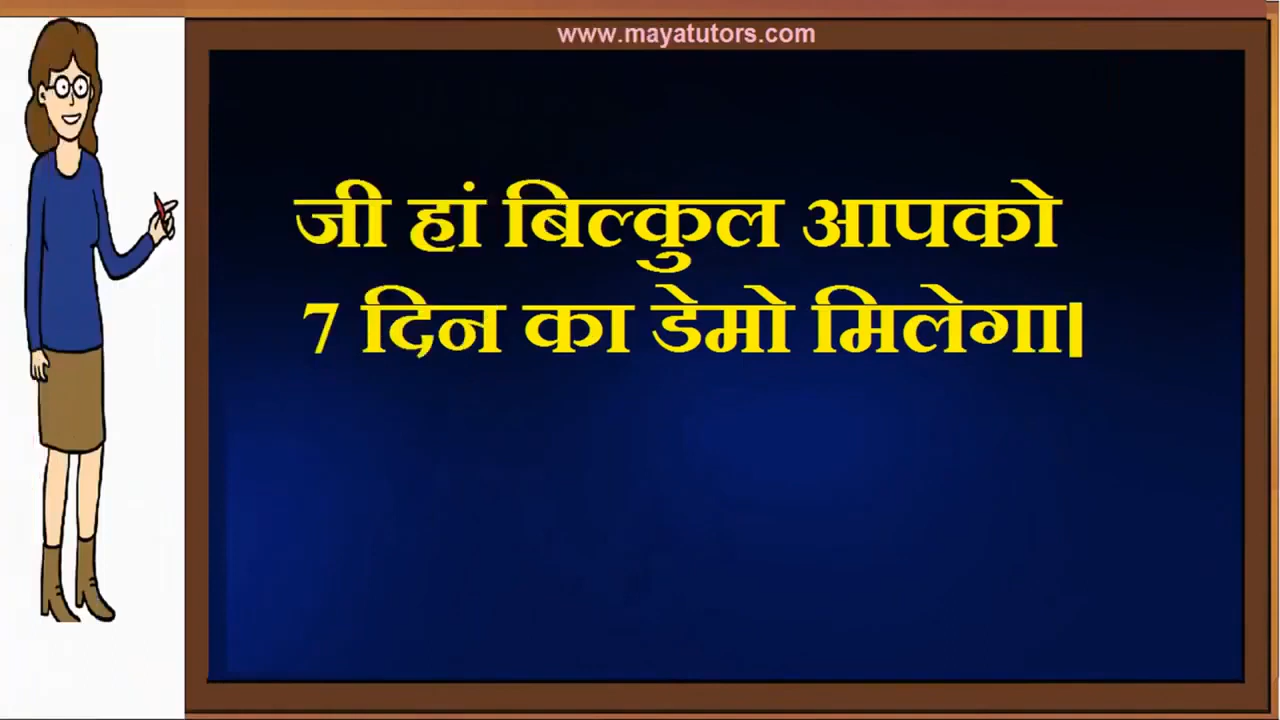 www.mayatutors.com
जी हां बिल्कुल आपको
7 दिन का डेमो मिलेगा।